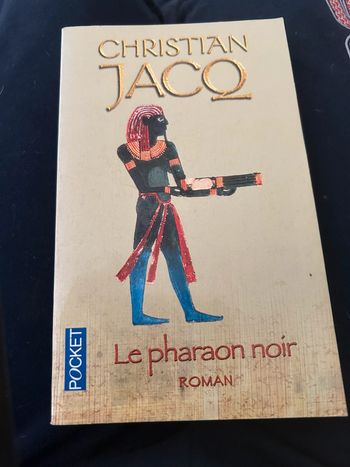 CHRISTIAN
JACQ
POCKET
Le pharaon noir
ROMAN